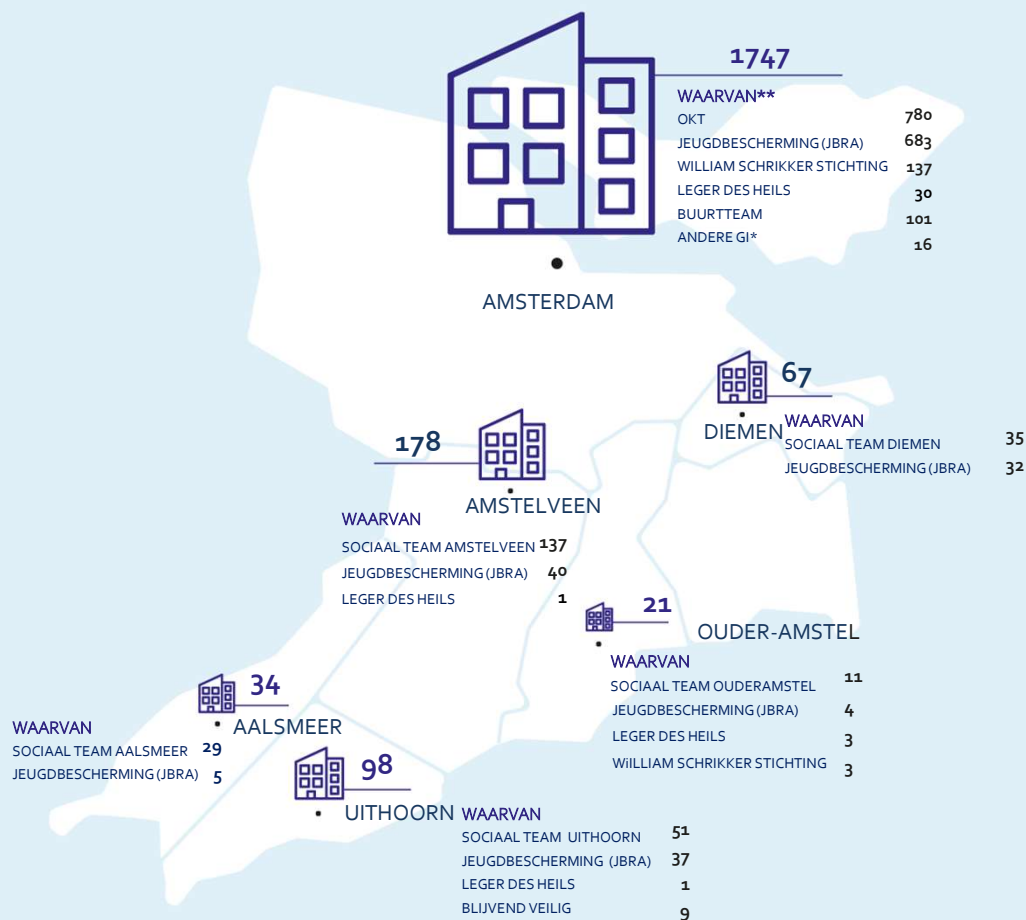 1747
WAARVAN**
OKT 780
JEUGDBESCHERMING (JBRA) 683
WILLIAM SCHRIKKER STICHTING 137
LEGER DES HEILS 30
BUURTTEAM 101
ANDERE GI* 16
AMSTERDAM
67
DIEMEN
WAARVAN
SOCIAAL TEAM DIEMEN 35
JEUGDBESCHERMING (JBRA) 32
178
AMSTELVEEN
WAARVAN
SOCIAAL TEAM AMSTELVEEN 137
JEUGDBESCHERMING (JBRA) 40
LEGER DES HEILS 1
21
OUDER-AMSTEL
WAARVAN
SOCIAAL TEAM OUDERAMSTEL 11
JEUGDBESCHERMING (JBRA) 4
LEGER DES HEILS 3
WiILLIAM SCHRIKKER STICHTING 3
34
AALSMEER
WAARVAN
SOCIAAL TEAM AALSMEER 29
JEUGDBESCHERMING (JBRA) 5
98
UITHOORN
WAARVAN
SOCIAAL TEAM UITHOORN 51
JEUGDBESCHERMING (JBRA) 37
LEGER DES HEILS 1
BLIJVEND VEILIG 9